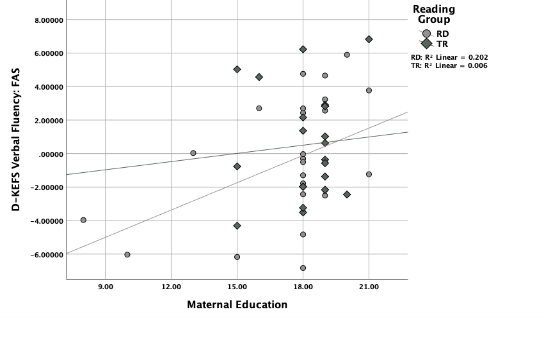 Reading
Group
RD
TR
RD: R² Linear = 0.202
TR: R² Linear = 0.006
8.00000
6.00000
4.00000
2.00000
.00000
-2.00000
-4.00000
-6.00000
D-KEFS Verbal Fluency: FAS
9.00 12.00 15.00 18.00 21.00
Maternal Education